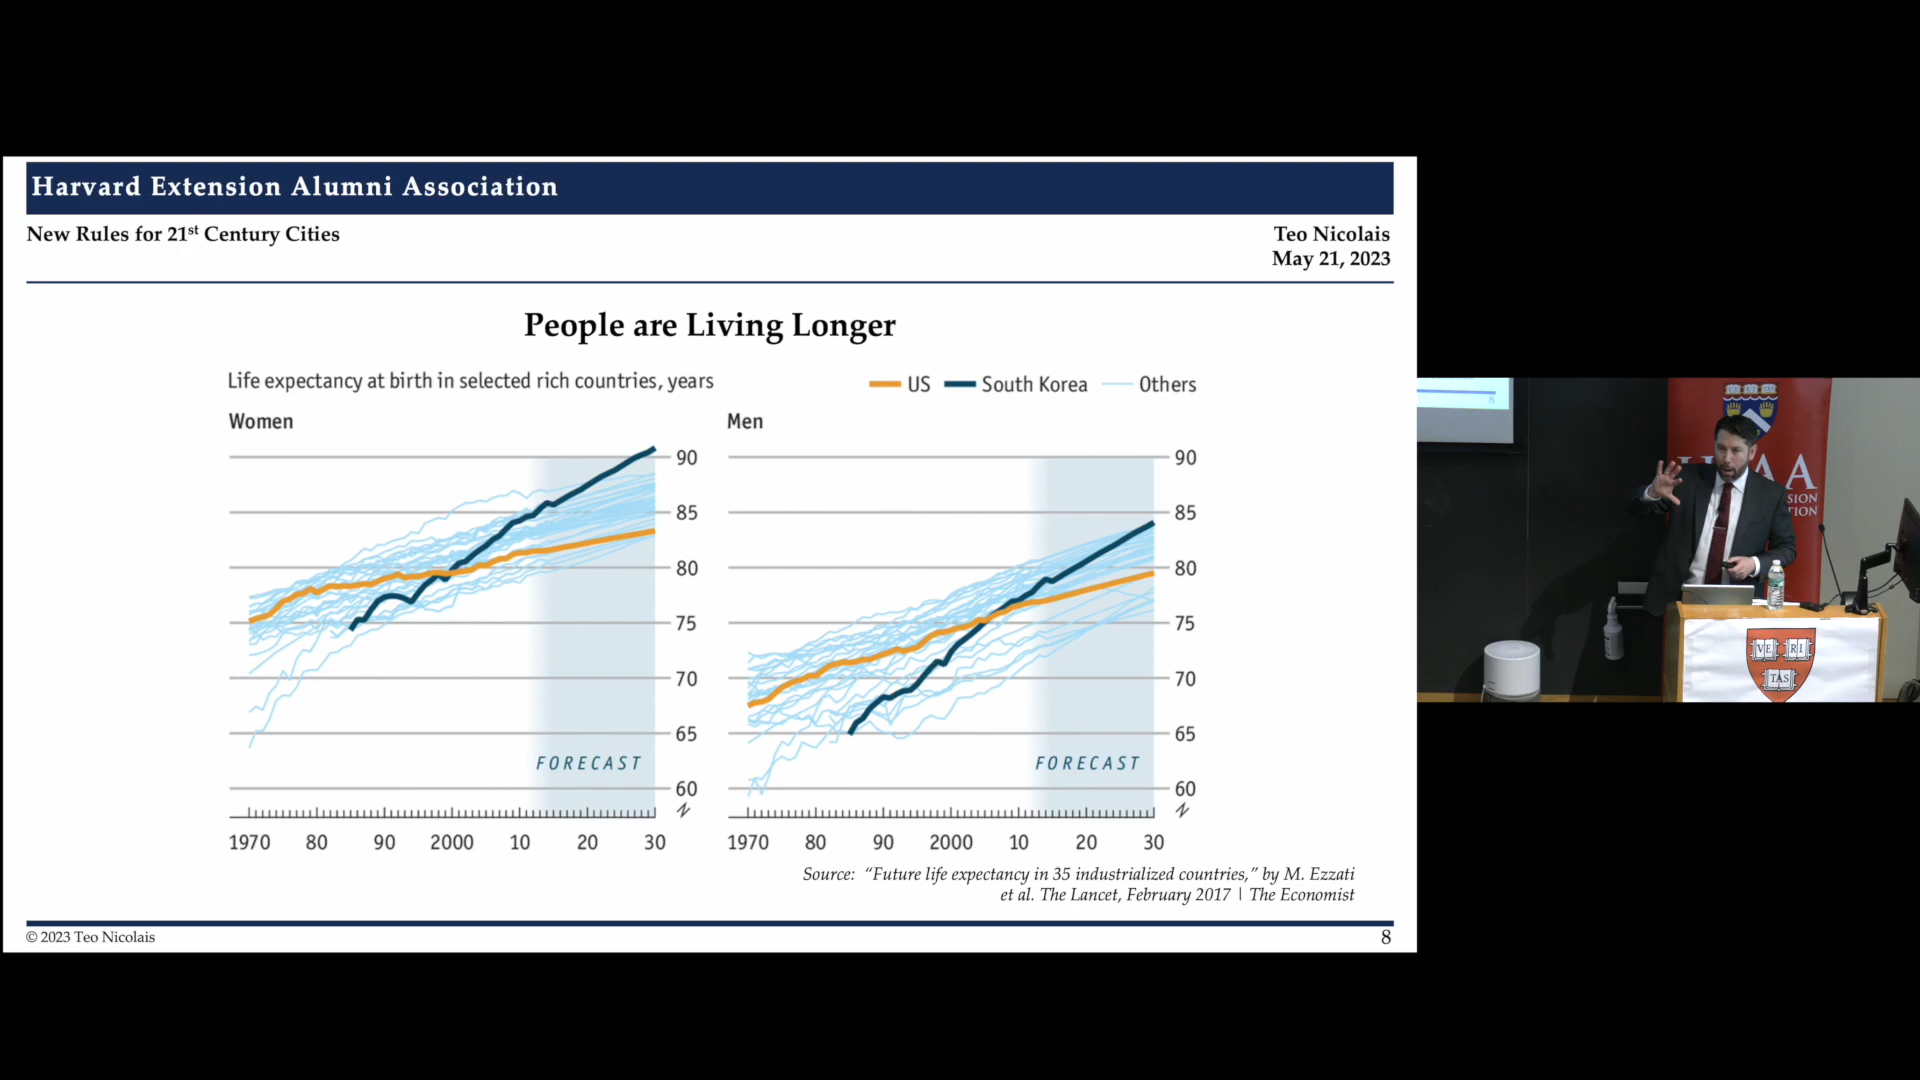 Harvard Extension Alumni Association
New Rules for 21st Century Cities
Teo Nicolais
May 21, 2023
People are Living Longer
Life expectancy at birth in selected rich countries, years
US South Korea Others
Women
90
85
80
75
70
65
60
FORECAST
1970 80 90 2000 10 20 30
Men
90
85
80
75
70
65
60
FORECAST
1970 80 90 2000 10 20 30
Source: “Future life expectancy in 35 industrialized countries,” by M. Ezzati
et al. The Lancet, February 2017 | The Economist
© 2023 Teo Nicolais
8
8
VE RI
TAS